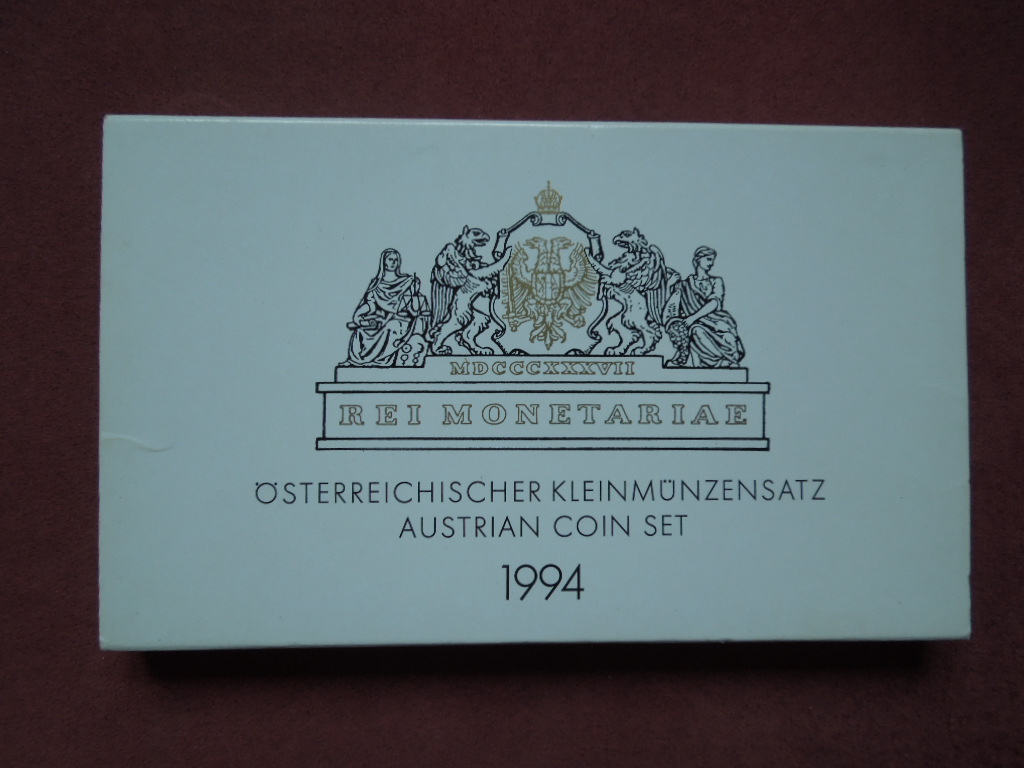 MDCCCXXXVII
REI MONETARIAE
ÖSTERREICHISCHER KLEINMÜNZENSATZ
AUSTRIAN COIN SET
1994